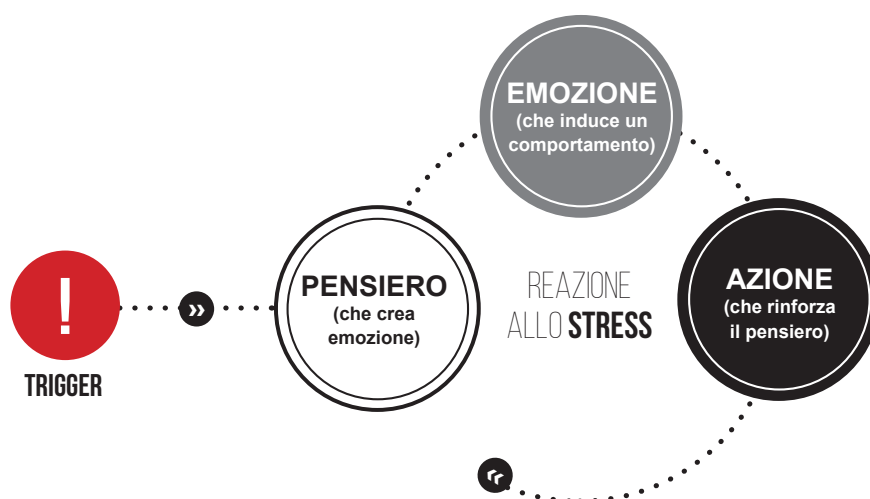 EMOZIONE
(che induce un
comportamento)
!
TRIGGER
PENSIERO
(che crea
emozione)
REAZIONE
ALLO STRESS
AZIONE
(che rinforza
il pensiero)